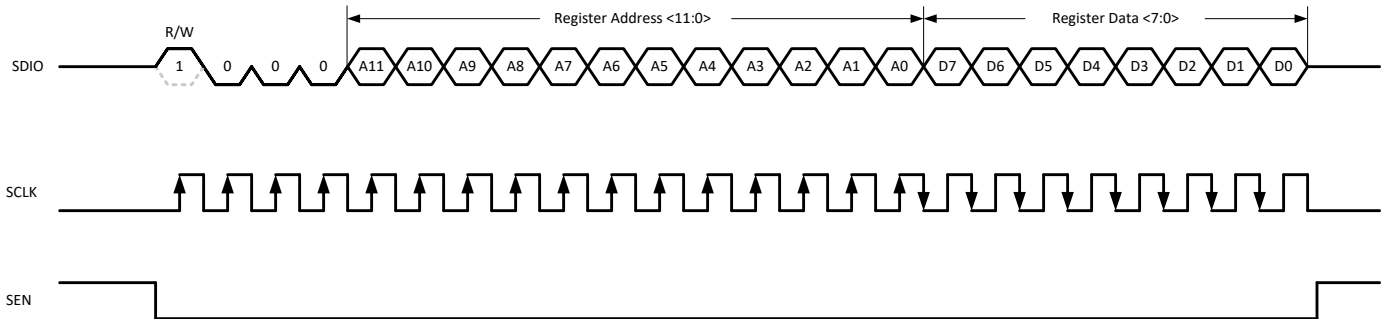 Register Address <11:0>
Register Data <7:0>
R/W
SDIO
1 0 0 0 A11 A10 A9 A8 A7 A6 A5 A4 A3 A2 A1 A0 D7 D6 D5 D4 D3 D2 D1 D0
SCLK
SEN